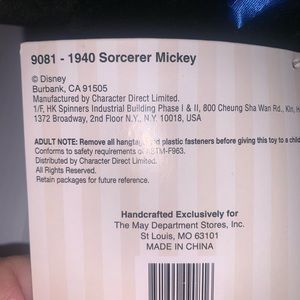 9081 - 1940 Sorcerer Mickey
© Disney
Burbank, CA 91505
Manufactured by Character Direct Limited.
1/F, HK Spinners Industrial Building Phase I & II, 800 Cheung Sha Wan Rd., Kln, H
1372 Broadway, 2nd Floor N.Y., N.Y. 10018, USA
ADULT NOTE: Remove all hangtags and plastic fasteners before giving this toy to a child
Conforms to safety requirements of ASTM-F963.
Distributed by Character Direct Limited.
All Rights Reserved.
Retain packages for future reference.
Handcrafted Exclusively for
The May Department Stores, Inc.
St Louis, MO 63101
MADE IN CHINA